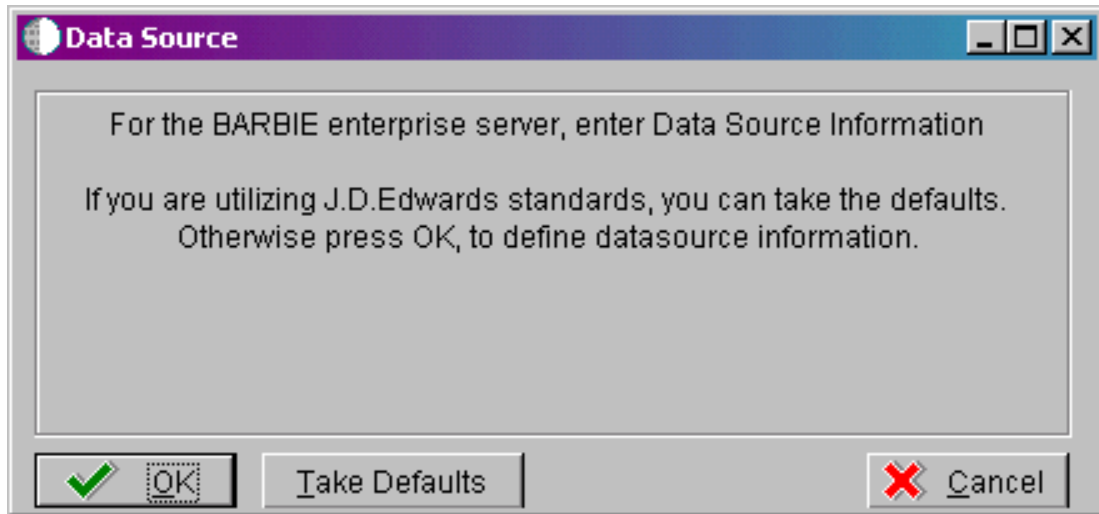 Data Source
For the BARBIE enterprise server, enter Data Source Information
If you are utilizing J.D.Edwards standards, you can take the defaults.
Otherwise press OK, to define datasource information.
OK
Take Defaults
Cancel